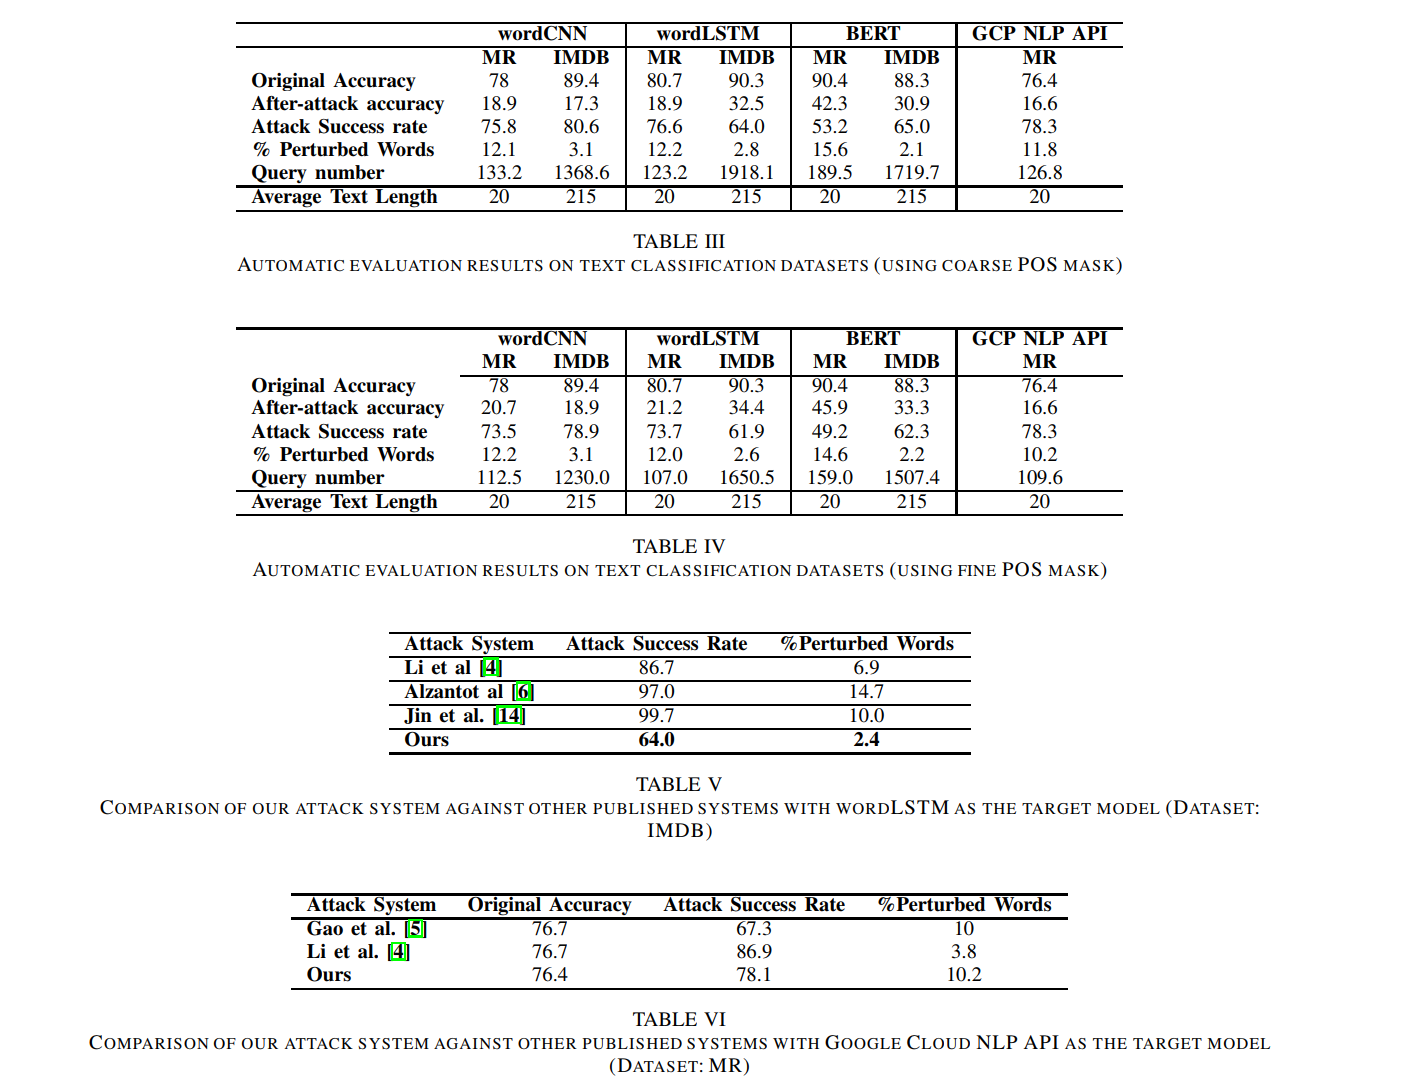 wordCNN wordLSTM BERT GCP NLP API
MR IMDB MR IMDB MR IMDB MR
Original Accuracy 78 89.4 80.7 90.3 90.4 88.3 76.4
After-attack accuracy 18.9 17.3 18.9 32.5 42.3 30.9 16.6
Attack Success rate 75.8 80.6 76.6 64.0 53.2 65.0 78.3
% Perturbed Words 12.1 3.1 12.2 2.8 15.6 2.1 11.8
Query number 133.2 1368.6 123.2 1918.1 189.5 1719.7 126.8
Average Text Length 20 215 20 215 20 215 20
TABLE III
AUTOMATIC EVALUATION RESULTS ON TEXT CLASSIFICATION DATASETS (USING COARSE POS MASK)
wordCNN wordLSTM BERT GCP NLP API
MR IMDB MR IMDB MR IMDB MR
Original Accuracy 78 89.4 80.7 90.3 90.4 88.3 76.4
After-attack accuracy 20.7 18.9 21.2 34.4 45.9 33.3 16.6
Attack Success rate 73.5 78.9 73.7 61.9 49.2 62.3 78.3
% Perturbed Words 12.2 3.1 12.0 2.6 14.6 2.2 10.2
Query number 112.5 1230.0 107.0 1650.5 159.0 1507.4 109.6
Average Text Length 20 215 20 215 20 215 20
TABLE IV
AUTOMATIC EVALUATION RESULTS ON TEXT CLASSIFICATION DATASETS (USING FINE POS MASK)
Attack System Attack Success Rate %Perturbed Words
Li et al [4] 86.7 6.9
Alzantot al [6] 97.0 14.7
Jin et al. [14] 99.7 10.0
Ours 64.0 2.4
TABLE V
COMPARISON OF OUR ATTACK SYSTEM AGAINST OTHER PUBLISHED SYSTEMS WITH WORDLSTM AS THE TARGET MODEL (DATASET:
IMDB)
Attack System Original Accuracy Attack Success Rate %Perturbed Words
Gao et al. [5] 76.7 67.3 10
Li et al. [4] 76.7 86.9 3.8
Ours 76.4 78.1 10.2
TABLE VI
COMPARISON OF OUR ATTACK SYSTEM AGAINST OTHER PUBLISHED SYSTEMS WITH GOOGLE CLOUD NLP API AS THE TARGET MODEL
(DATASET: MR)